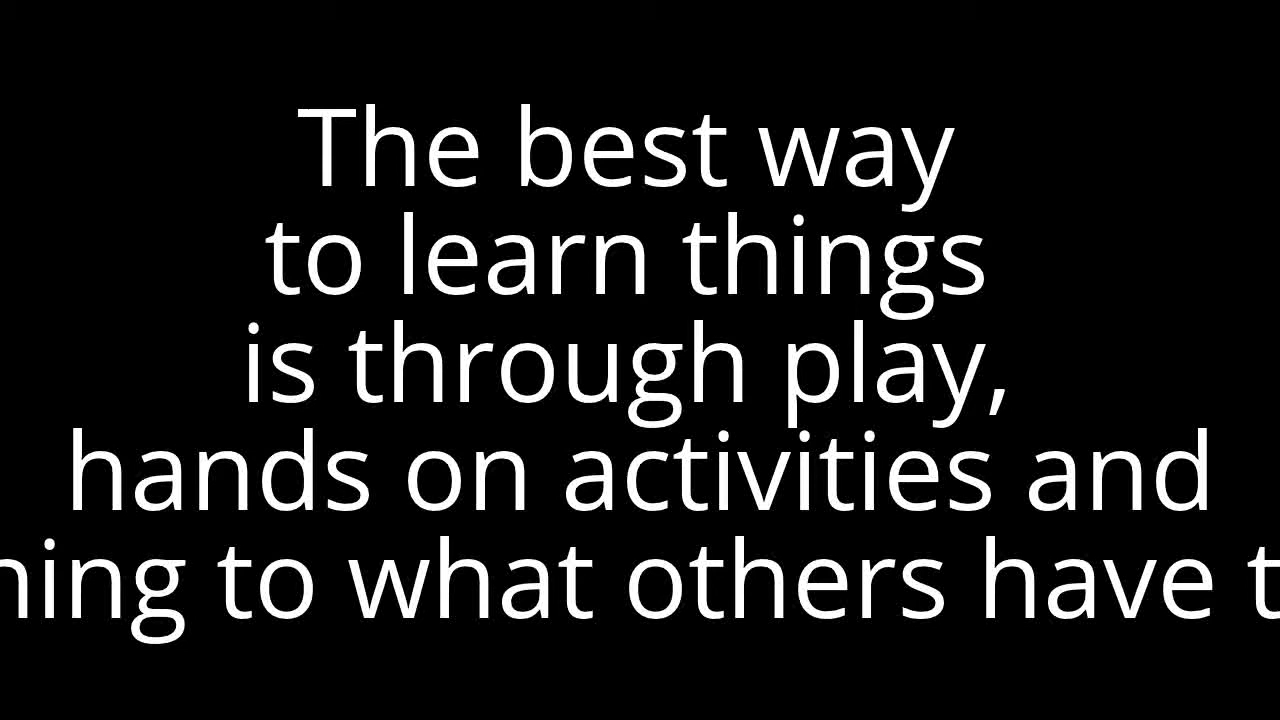 The best way
to learn things
is through play,
hands on activities and
to what others have